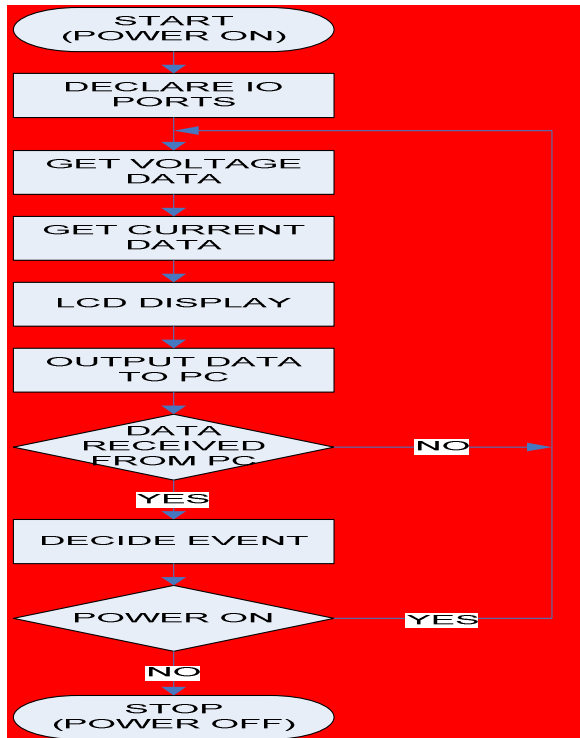 START
(POWER ON)
DECLARE IO
PORTS
GET VOLTAGE
DATA
GET CURRENT
DATA
LCD DISPLAY
OUTPUT DATA
TO PC
DATA
RECEIVED
FROM PC
NO
YES
DECIDE EVENT
POWER ON
YES
NO
STOP
(POWER OFF)